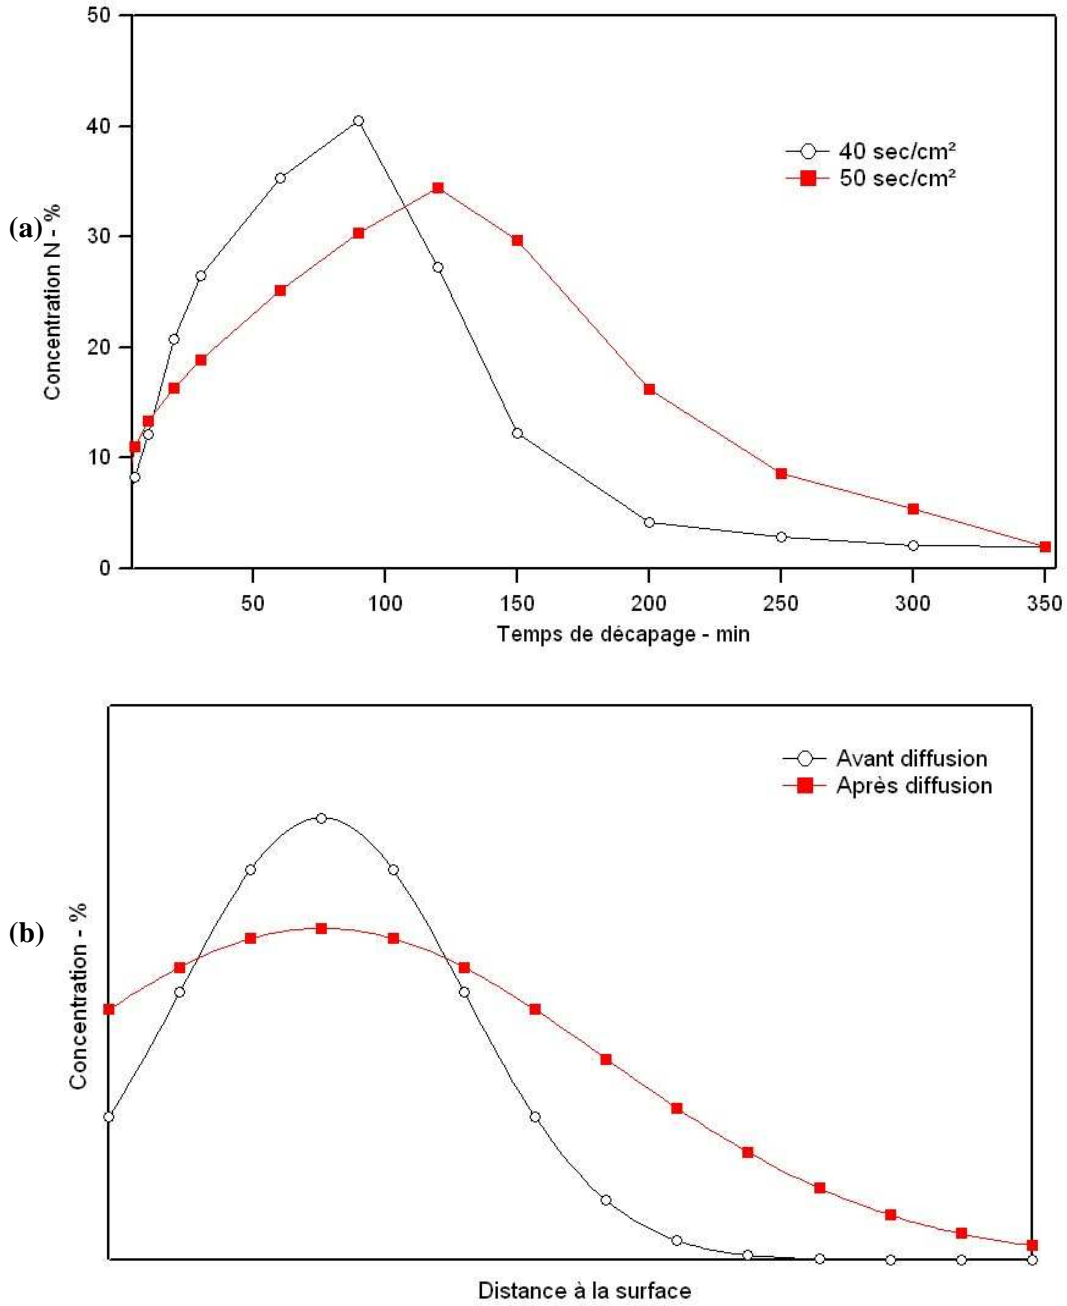 50
40
30
20
10
0
(a)
Concentration N - %
40 sec/cm²
50 sec/cm²
50 100 150 200 250 300 350
Temps de décapage - min
(b)
Concentration - %
Avant diffusion
Après diffusion
Distance à la surface